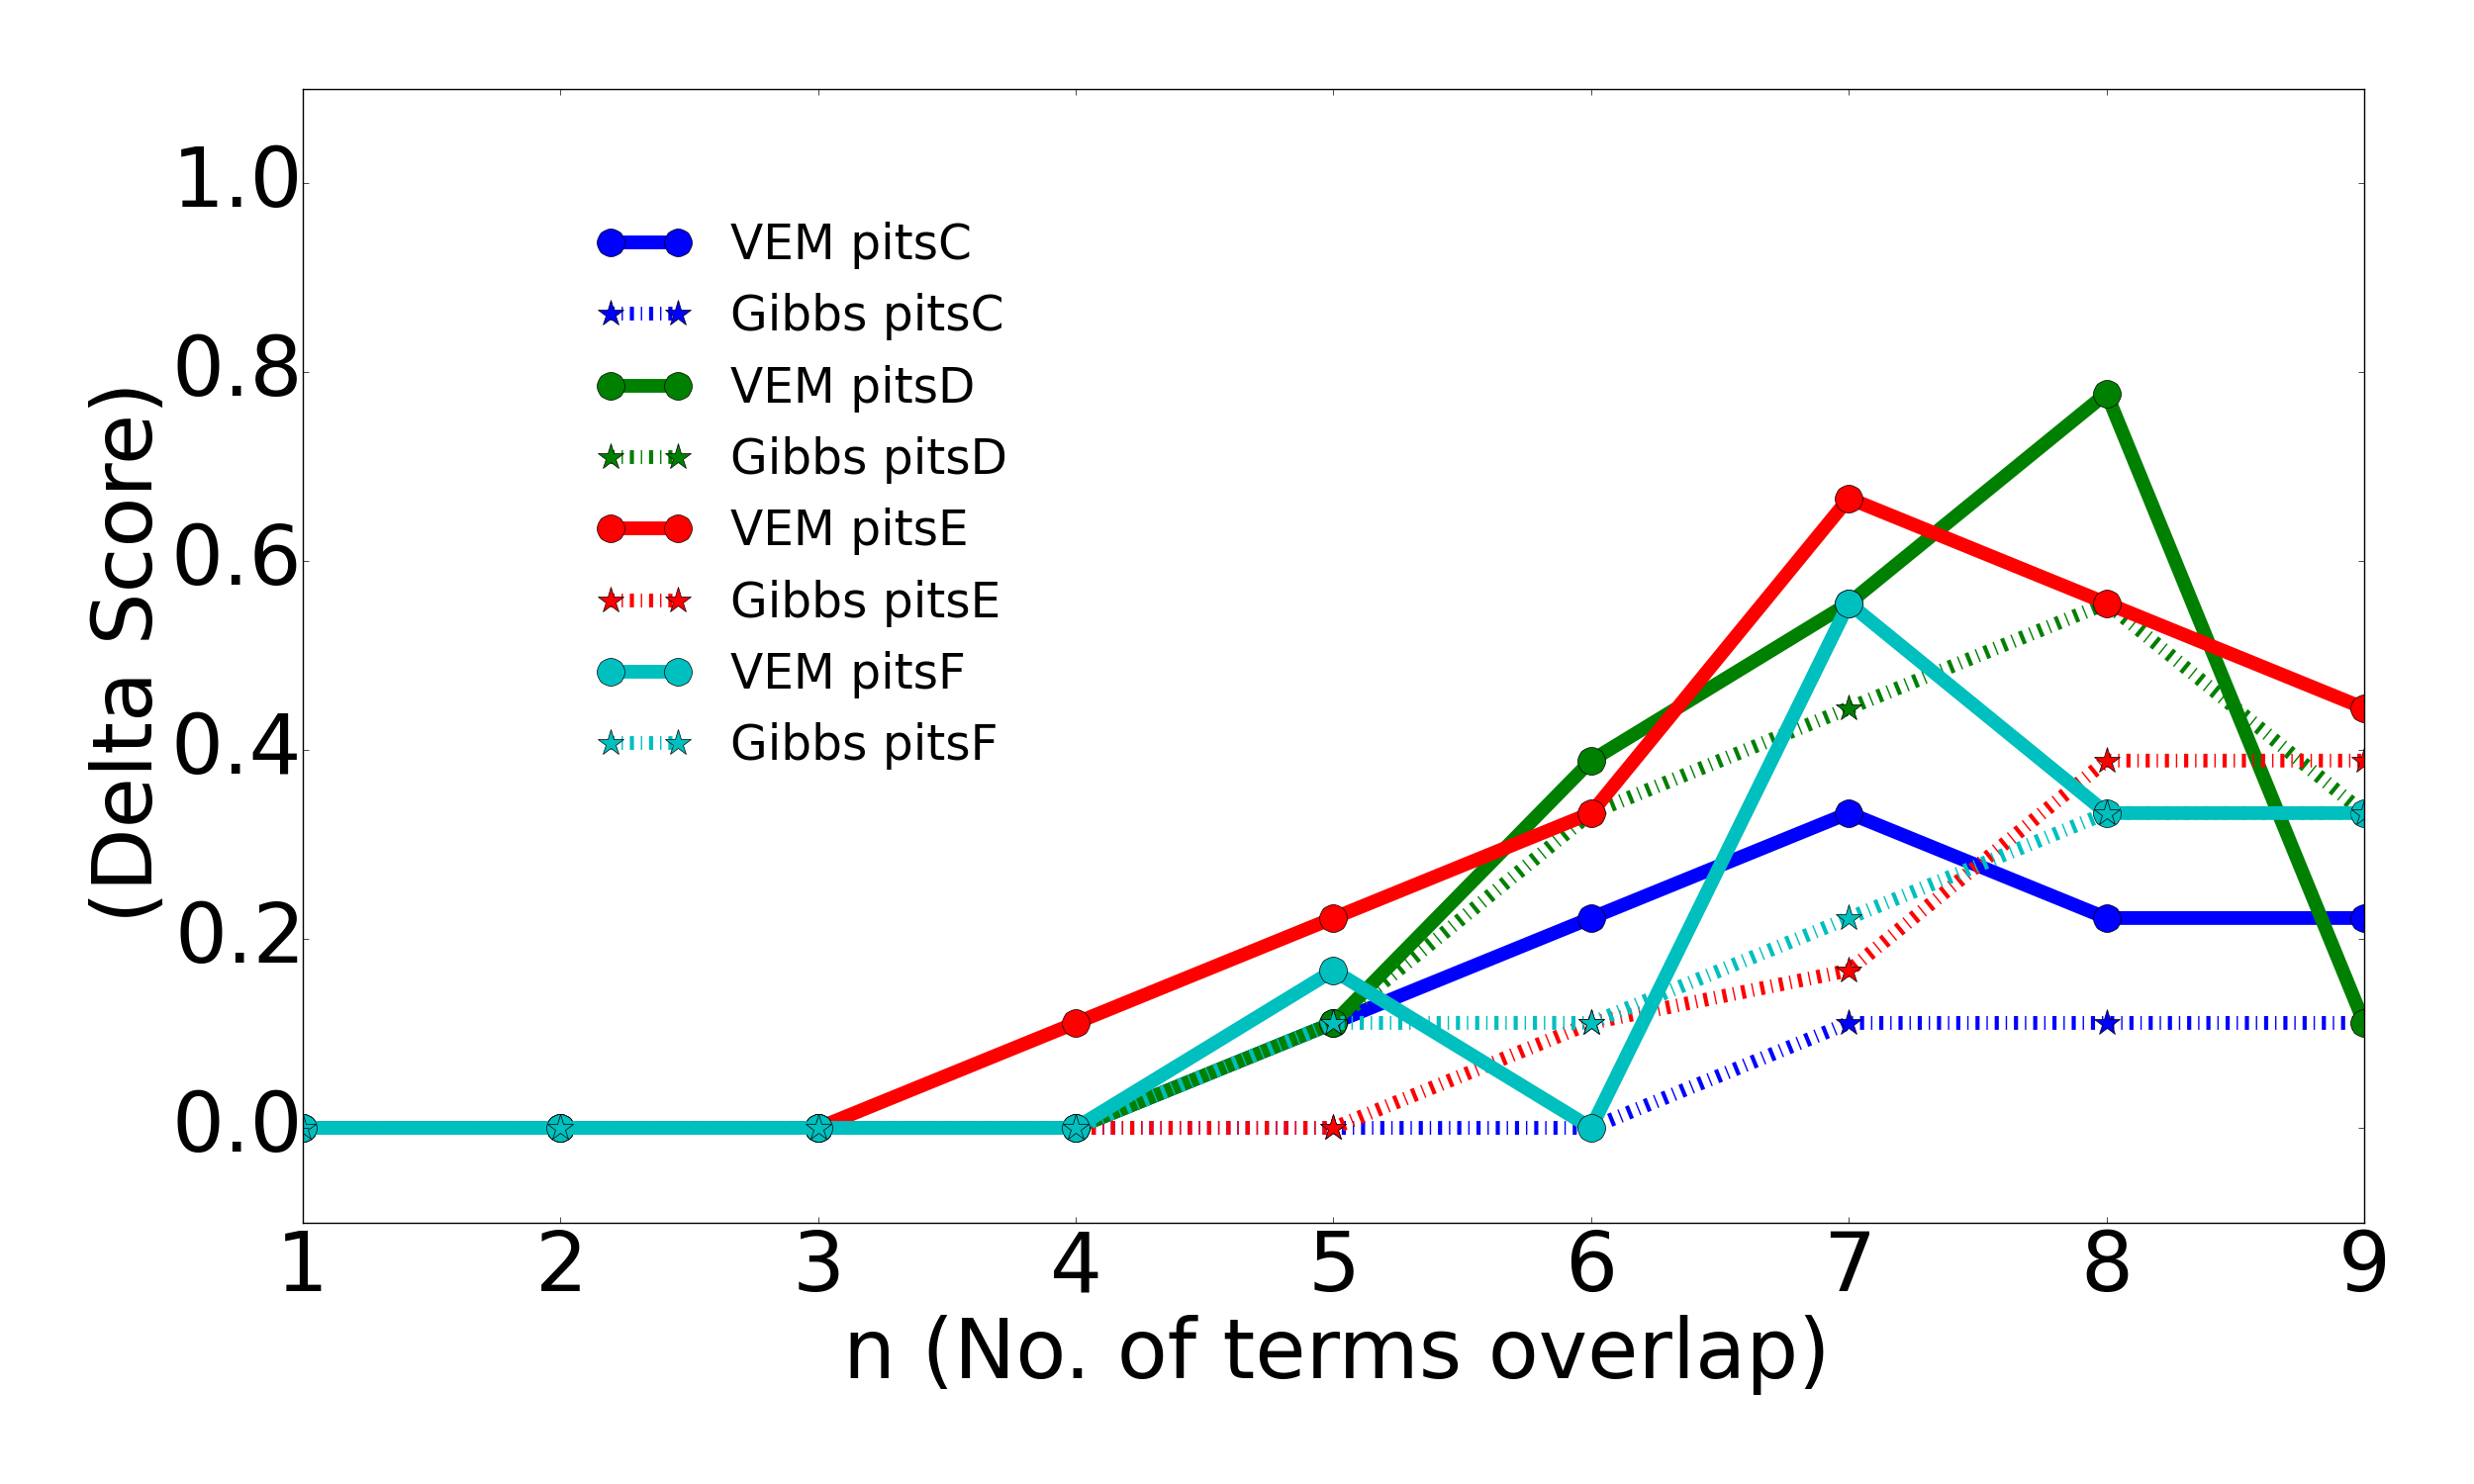 (Delta Score)
1.0
0.8
0.6
0.4
0.2
0.0
VEM pitsC
Gibbs pitsC
VEM pitsD
Gibbs pitsD
VEM pitsE
Gibbs pitsE
VEM pitsF
Gibbs pitsF
1 2 3 4 5 6 7 8 9
n (No. of terms overlap)